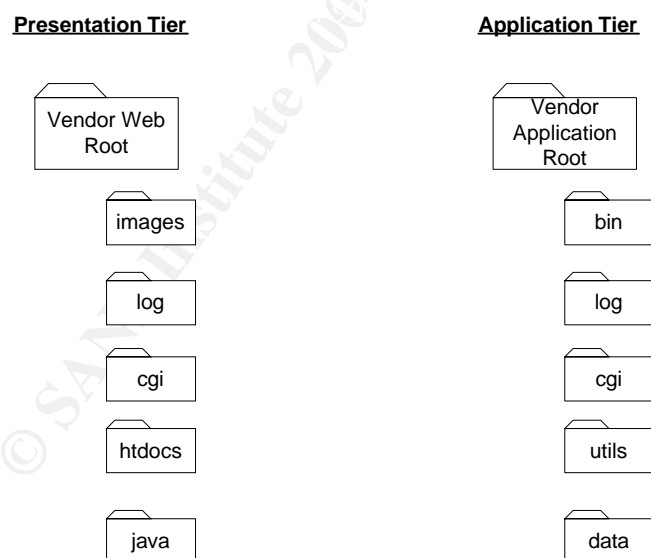 Presentation Tier
Application Tier
Vendor Web
Root
Vendor
Application
Root
images
bin
log
log
cgi
cgi
htdocs
utils
java
data